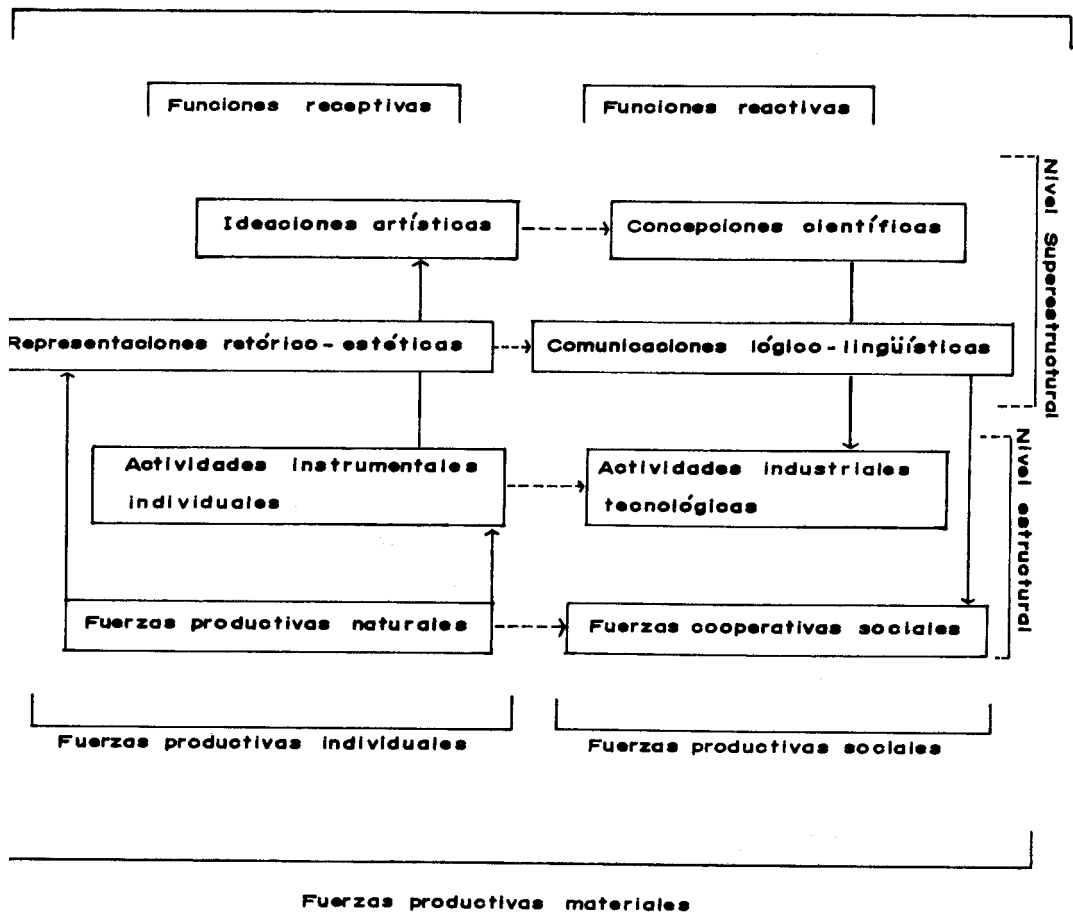 Funciones receptivas
Funciones reactivas
Ideaciones artísticas
Concepciones científicas
Nivel Superestructural
Representaciones retórico-estéticas
Comunicaciones lógico-lingüísticas
Actividades instrumentales
individuales
Actividades industriales
tecnológicas
Nivel estructural
Fuerzas productivas naturales
Fuerzas cooperativas sociales
Fuerzas productivas individuales
Fuerzas productivas sociales
Fuerzas productivas materiales